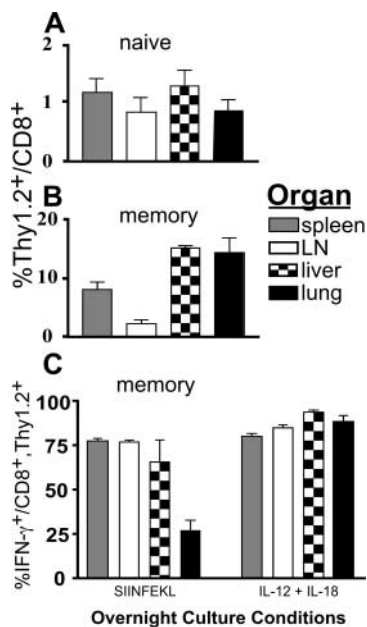 A
naive
2
1
0
%Thy1.2+/CD8+
B
memory
20
10
0
Organ
spleen
LN
liver
lung
C
memory
100
75
50
25
0
%IFN-γ+/CD8+,Thy1.2+
SIINFEKL
IL-12 + IL-18
Overnight Culture Conditions